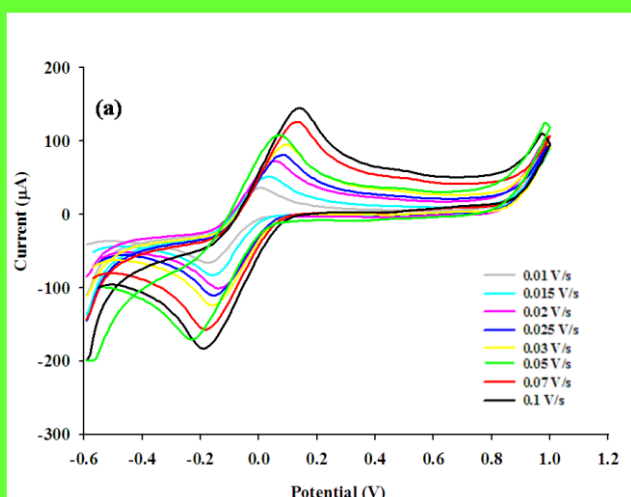 (a)
200
100
0
-100
-200
-300
Current (µA)
-0.6 -0.4 -0.2 0.0 0.2 0.4 0.6 0.8 1.0 1.2
Potential (V)
0.01 V/s
0.015 V/s
0.02 V/s
0.025 V/s
0.03 V/s
0.05 V/s
0.07 V/s
0.1 V/s